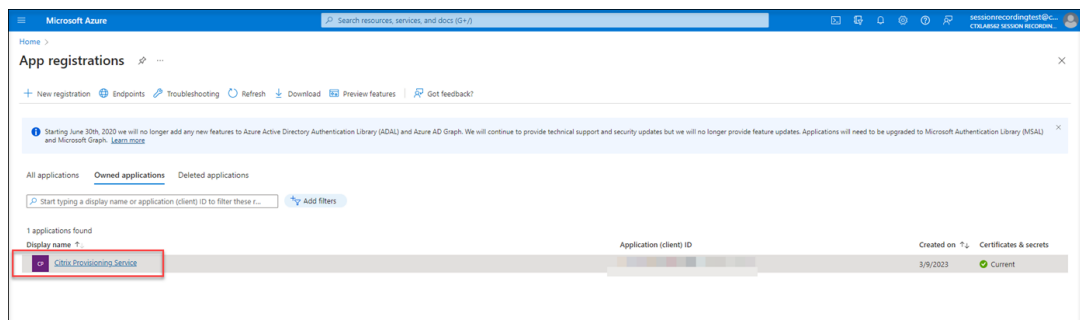 Microsoft Azure
Search resources, services, and docs (G+/)
sessionrecordingtest@c...
CTXLAB562 SESSION RECORDIN...
Home >
App registrations
New registration Endpoints Troubleshooting Refresh Download Preview features Got feedback?
Starting June 30th, 2020 we will no longer add any new features to Azure Active Directory Authentication Library (ADAL) and Azure AD Graph. We will continue to provide technical support and security updates but we will no longer provide feature updates. Applications will need to be upgraded to Microsoft Authentication Library (MSAL)
and Microsoft Graph. Learn more
All applications Owned applications Deleted applications
Start typing a display name or application (client) ID to filter these r... Add filters
1 applications found
Display name Application (client) ID Created on Certificates & secrets
CP Citrix Provisioning Service 3/9/2023 Current